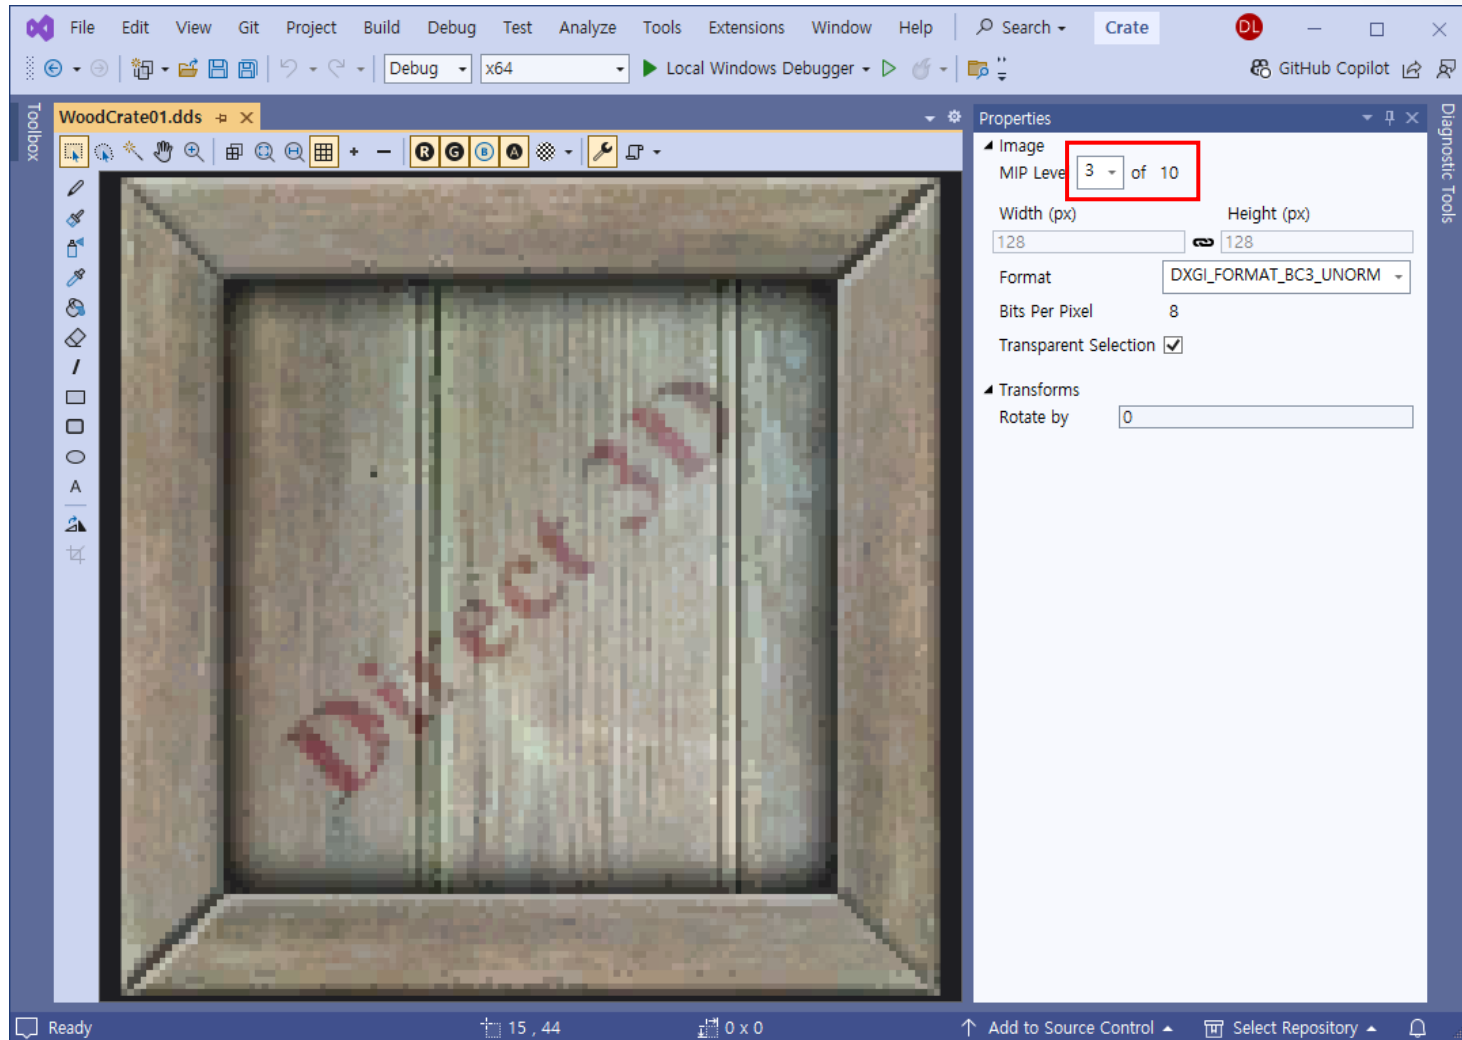 File Edit View Git Project Build Debug Test Analyze Tools Extensions Window Help Search Crate DL
Debug x64 Local Windows Debugger GitHub Copilot
Toolbox
WoodCrate01.dds
R G B A
A
Direct 3D
Properties
Image
MIP Leve 3 of 10
Width (px) Height (px)
128 128
Format DXGI_FORMAT_BC3_UNORM
Bits Per Pixel 8
Transparent Selection
Transforms
Rotate by 0
Diagnostic Tools
Ready 15 , 44 0 x 0 Add to Source Control Select Repository